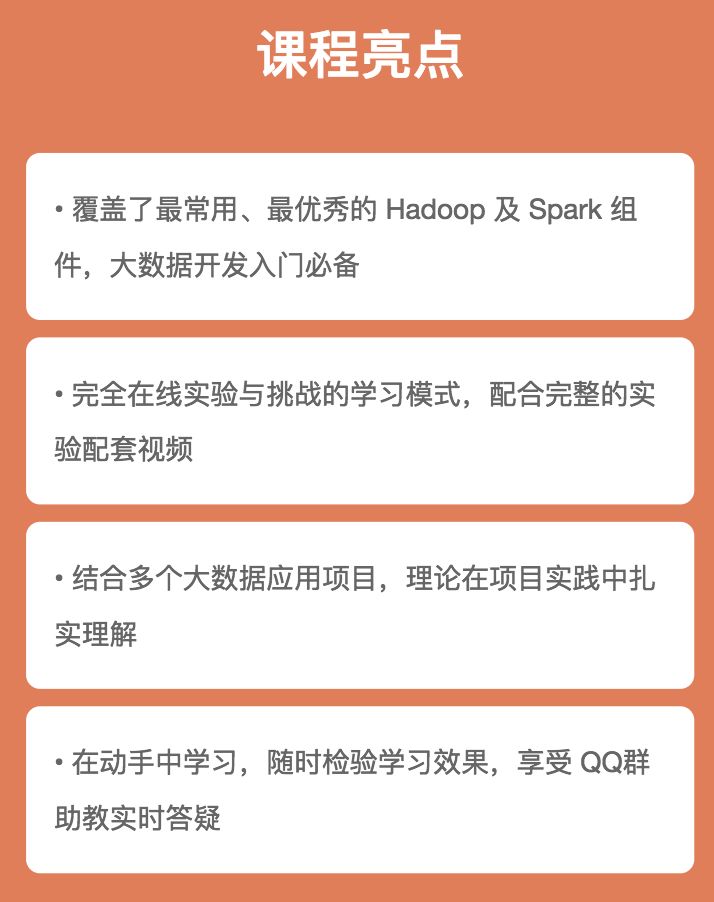 课程亮点
• 覆盖了最常用、最优秀的 Hadoop 及 Spark 组
件，大数据开发入门必备
• 完全在线实验与挑战的学习模式，配合完整的实
验配套视频
• 结合多个大数据应用项目，理论在项目实践中扎
实理解
• 在动手中学习，随时检验学习效果，享受 QQ群
助教实时答疑